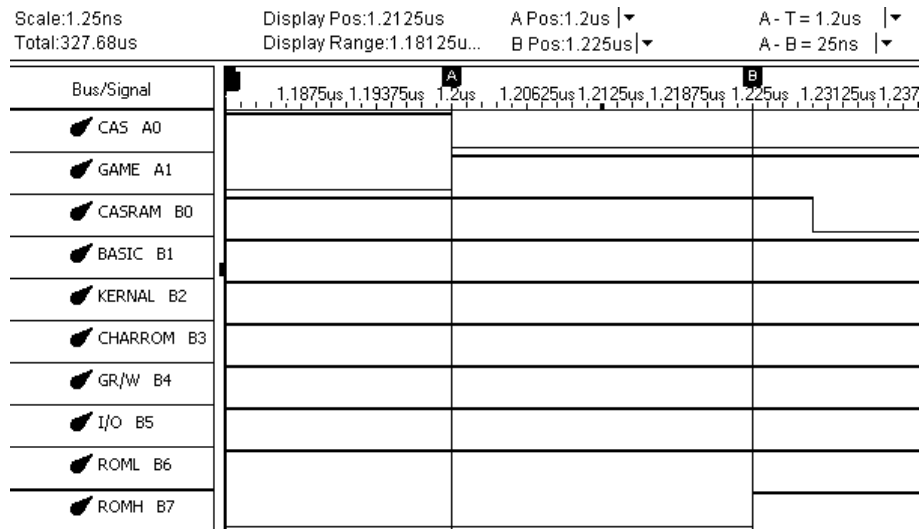 Scale:1.25ns Display Pos:1.2125us A Pos:1.2us A - T = 1.2us
Total:327.68us Display Range:1.18125u... B Pos:1.225us A - B = 25ns
A B
Bus/Signal 1.1875us 1.19375us 1.2us 1.20625us 1.2125us 1.21875us 1.225us 1.23125us 1.237
CAS A0
GAME A1
CASRAM B0
BASIC B1
KERNAL B2
CHARROM B3
GR/W B4
I/O B5
ROML B6
ROMH B7